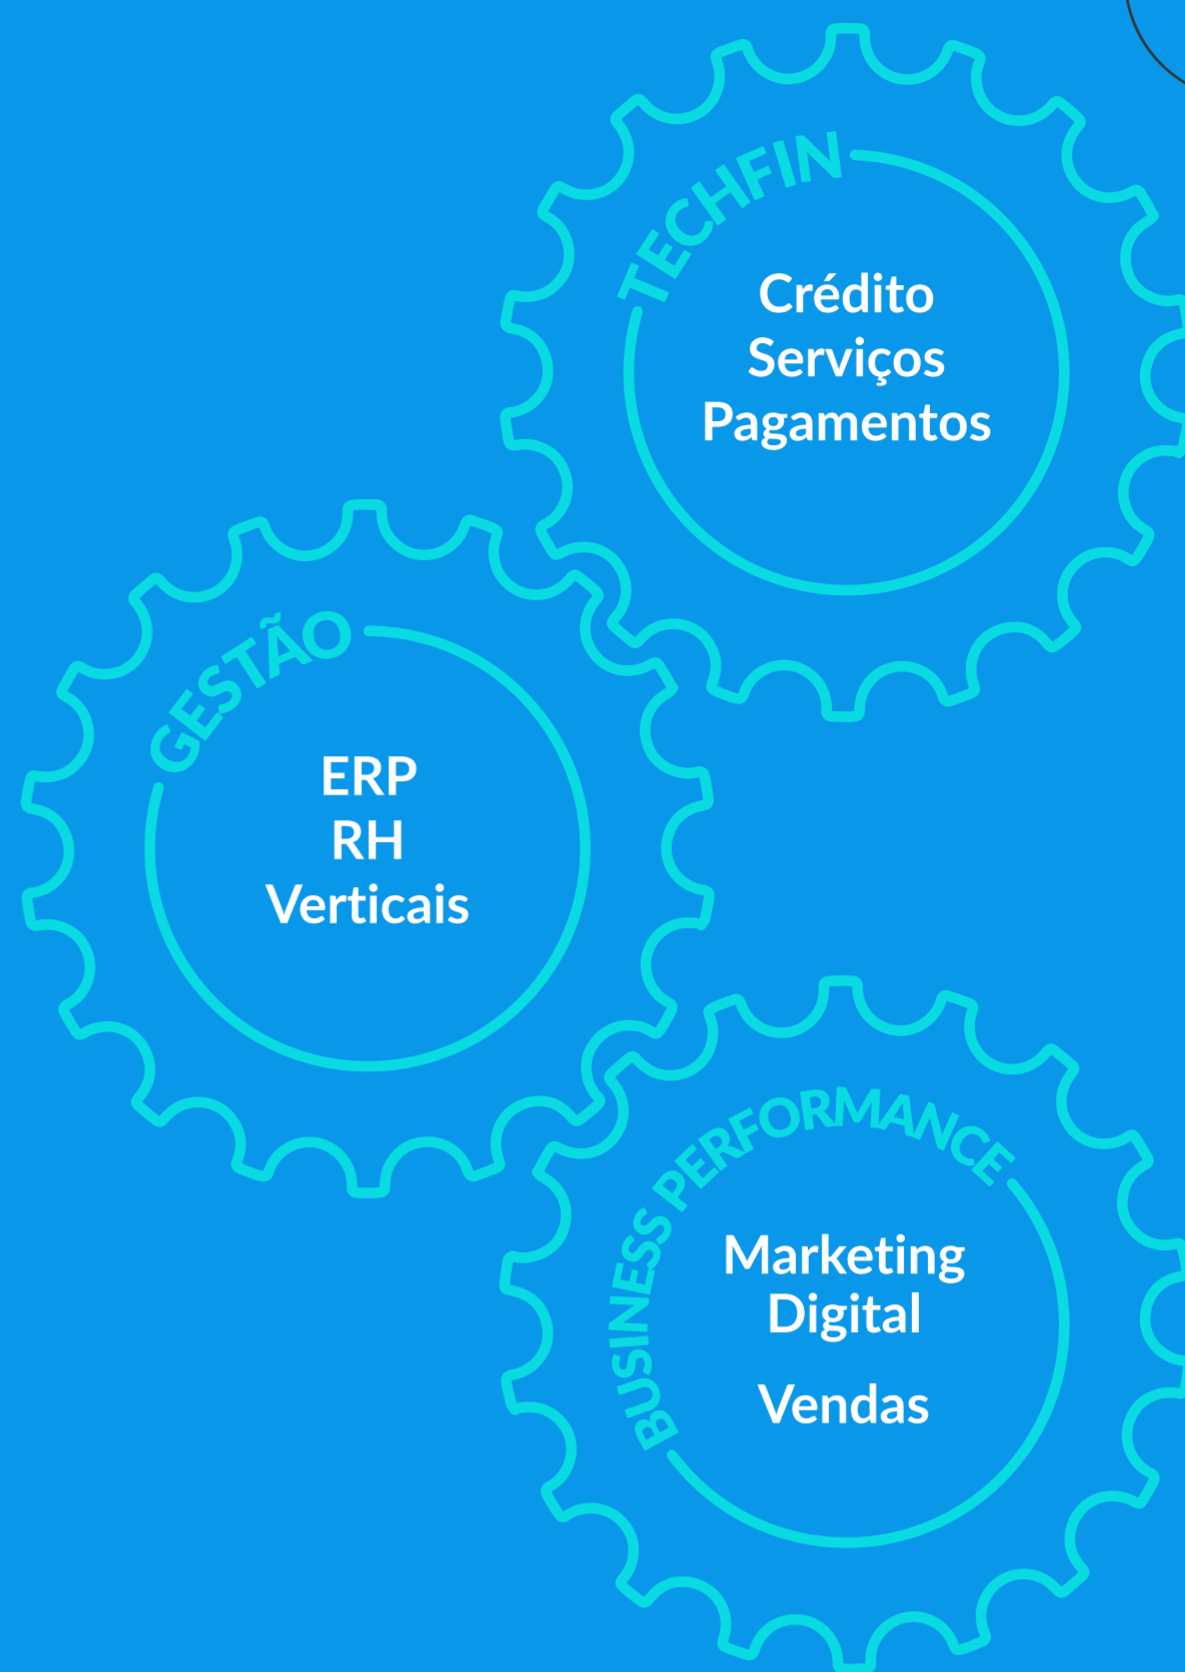 TECHFIN
Crédito
Serviços
Pagamentos
GESTÃO
ERP
RH
Verticais
BUSINESS PERFORMANCE
Marketing
Digital
Vendas